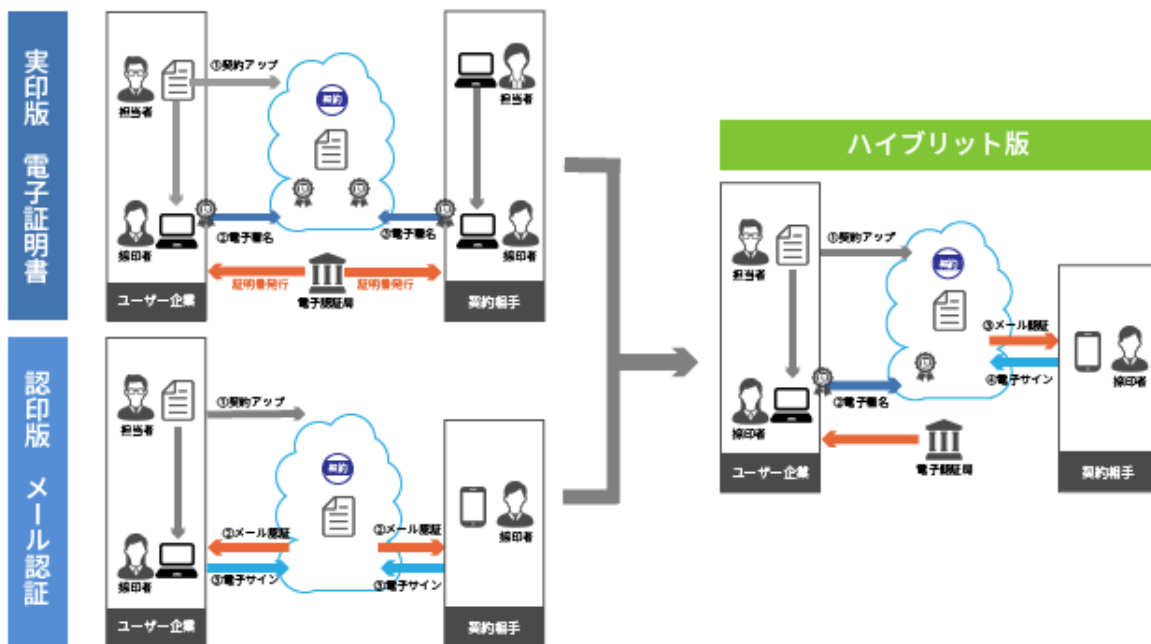 実印版 電子証明書
担当者
①契約アップ
契約
担当者
捺印者
②電子署名
③電子署名
捺印者
証明書発行
証明書発行
電子認証局
ユーザー企業
契約相手
認印版 メール認証
担当者
①契約アップ
契約
捺印者
②メール認証
③電子サイン
②メール認証
③電子サイン
捺印者
ユーザー企業
契約相手
ハイブリット版
担当者
①契約アップ
契約
捺印者
②電子署名
③メール認証
④電子サイン
捺印者
電子認証局
ユーザー企業
契約相手